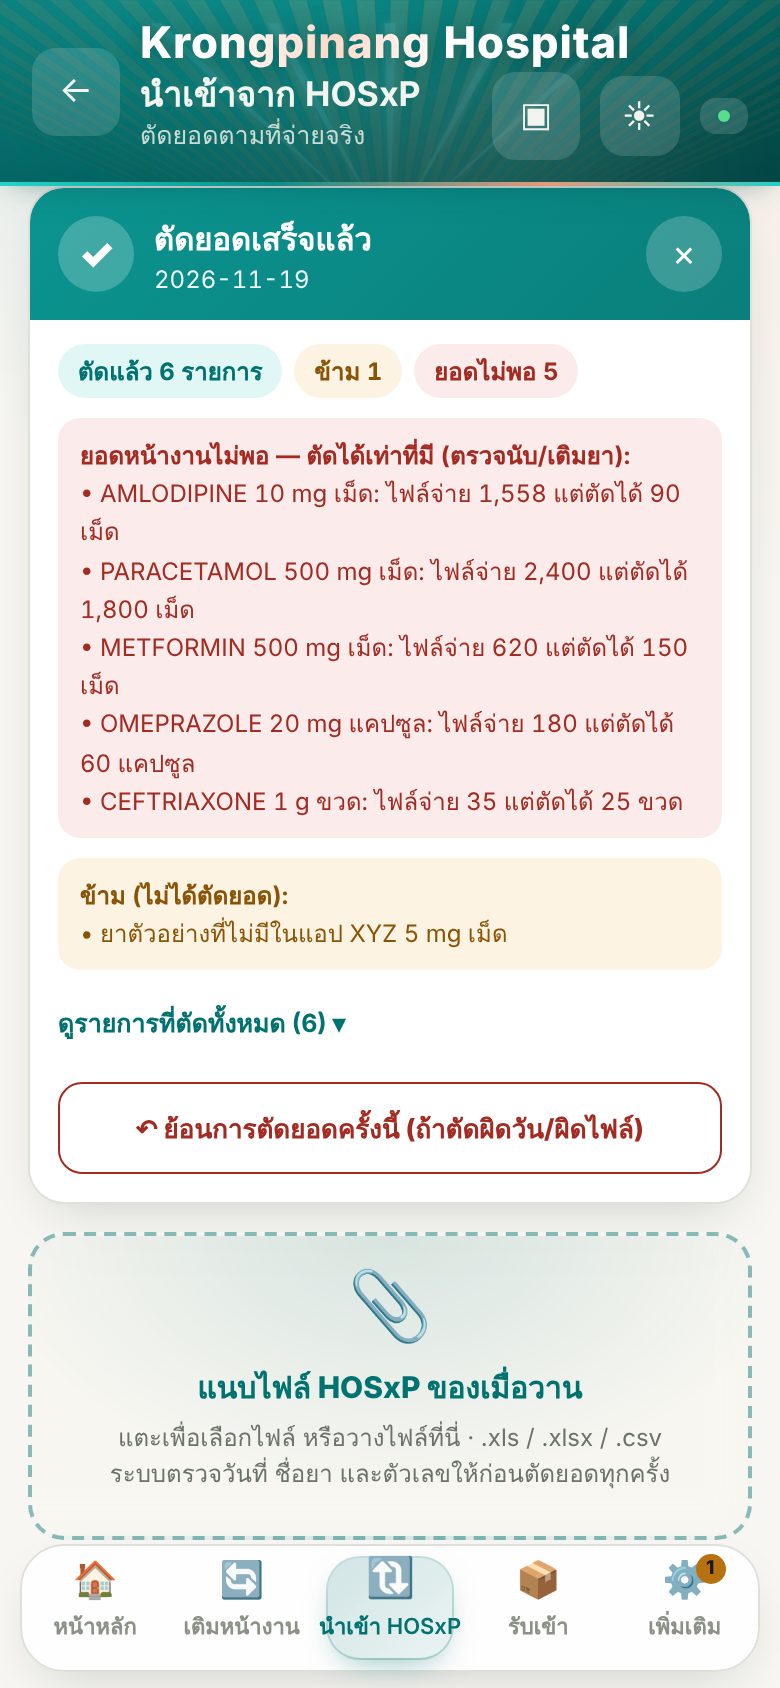 Krongpinang Hospital
←
นำเข้าจาก HOSxP
ตัดยอดตามที่จ่ายจริง
ตัดยอดเสร็จแล้ว
2026-11-19
×
ตัดแล้ว 6 รายการ
ข้าม 1
ยอดไม่พอ 5
ยอดหน้างานไม่พอ — ตัดได้เท่าที่มี (ตรวจนับ/เติมยา):
• AMLODIPINE 10 mg เม็ด: ไฟล์จ่าย 1,558 แต่ตัดได้ 90
เม็ด
• PARACETAMOL 500 mg เม็ด: ไฟล์จ่าย 2,400 แต่ตัดได้
1,800 เม็ด
• METFORMIN 500 mg เม็ด: ไฟล์จ่าย 620 แต่ตัดได้ 150
เม็ด
• OMEPRAZOLE 20 mg แคปซูล: ไฟล์จ่าย 180 แต่ตัดได้
60 แคปซูล
• CEFTRIAXONE 1 g ขวด: ไฟล์จ่าย 35 แต่ตัดได้ 25 ขวด
ข้าม (ไม่ได้ตัดยอด):
• ยาตัวอย่างที่ไม่มีในแอป XYZ 5 mg เม็ด
ดูรายการที่ตัดทั้งหมด (6) ▾
↶ ย้อนการตัดยอดครั้งนี้ (ถ้าตัดผิดวัน/ผิดไฟล์)
แนบไฟล์ HOSxP ของเมื่อวาน
แตะเพื่อเลือกไฟล์ หรือวางไฟล์ที่นี่ · .xls / .xlsx / .csv
ระบบตรวจวันที่ ชื่อยา และตัวเลขให้ก่อนตัดยอดทุกครั้ง
1
หน้าหลัก
เติมหน้างาน
นำเข้า HOSxP
รับเข้า
เพิ่มเติม